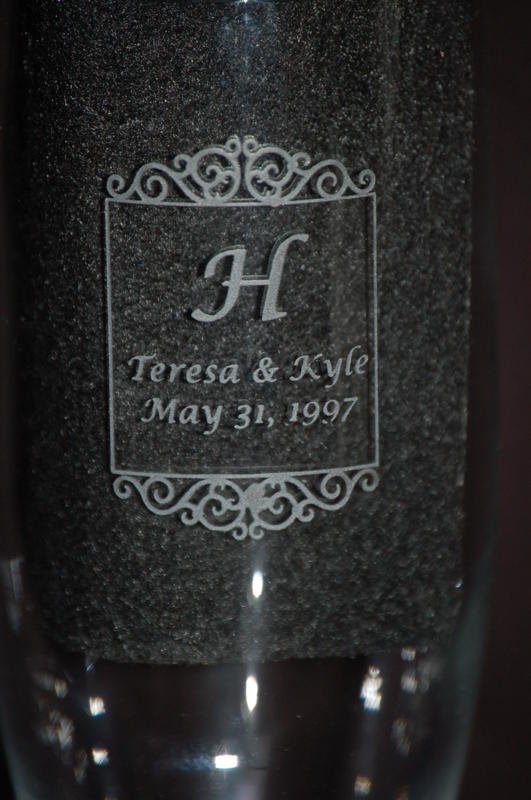 H
Teresa & Kyle
May 31, 1997